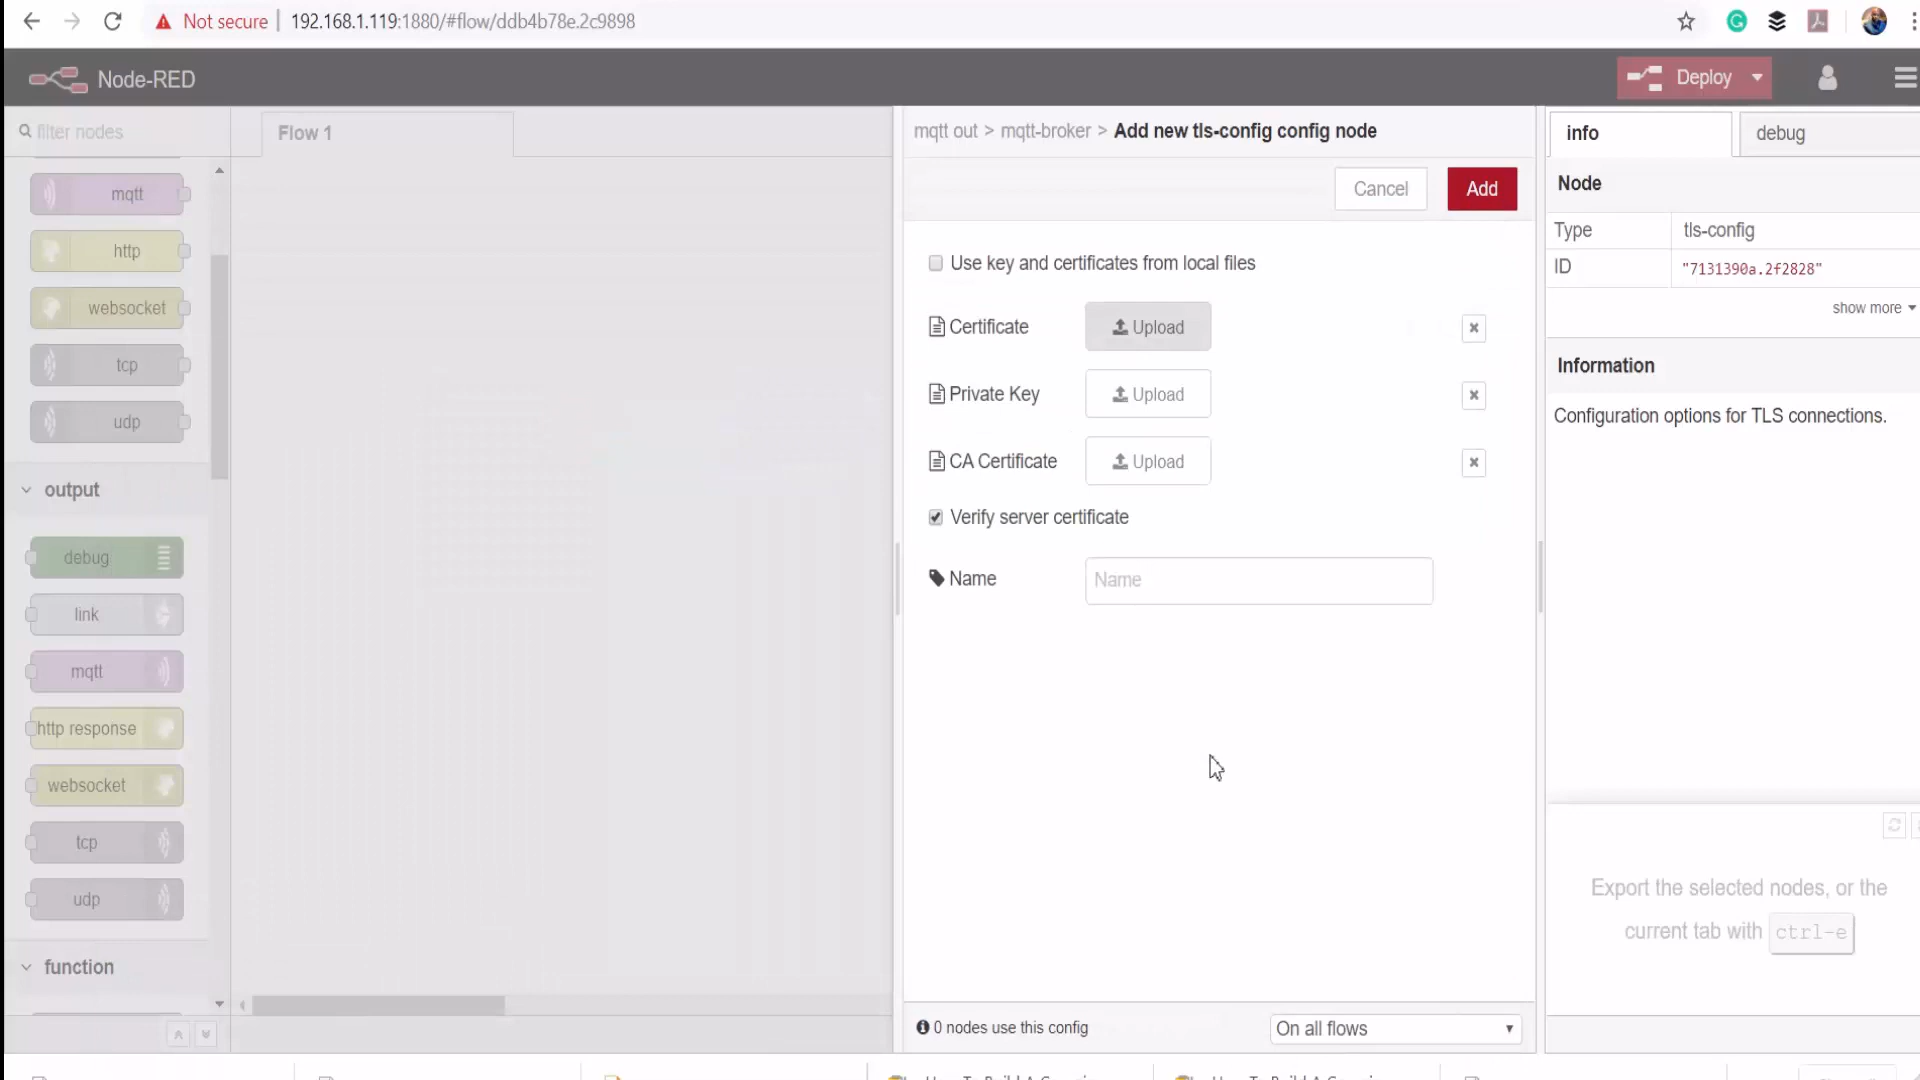 Not secure | 192.168.1.119:1880/#flow/ddb4b78e.2c9898
Node-RED
Deploy
filter nodes
Flow 1
mqtt
http
websocket
tcp
udp
output
debug
link
mqtt
http response
websocket
tcp
udp
function
mqtt out > mqtt-broker > Add new tls-config config node
Cancel
Add
Use key and certificates from local files
Certificate
Upload
Private Key
Upload
CA Certificate
Upload
Verify server certificate
Name
Name
0 nodes use this config
On all flows
info
debug
Node
Type
tls-config
ID
"7131390a.2f2828"
show more
Information
Configuration options for TLS connections.
Export the selected nodes, or the
current tab with ctrl-e